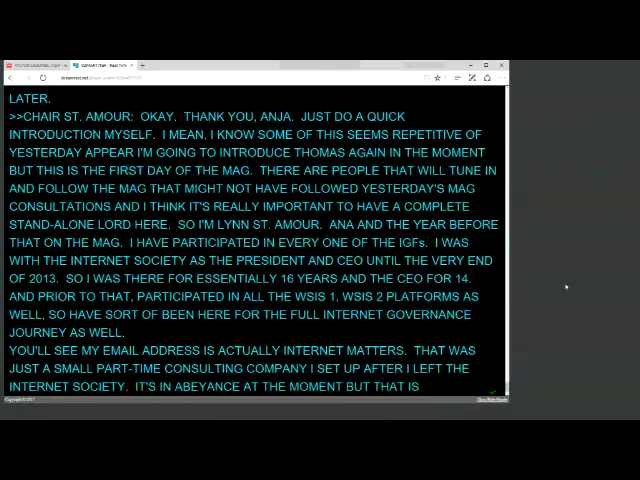 streamtext.net
LATER.
>>CHAIR ST. AMOUR:  OKAY.  THANK YOU, ANJA.  JUST DO A QUICK
INTRODUCTION MYSELF.  I MEAN, I KNOW SOME OF THIS SEEMS REPETITIVE OF
YESTERDAY APPEAR I'M GOING TO INTRODUCE THOMAS AGAIN IN THE MOMENT
BUT THIS IS THE FIRST DAY OF THE MAG.  THERE ARE PEOPLE THAT WILL TUNE IN
AND FOLLOW THE MAG THAT MIGHT NOT HAVE FOLLOWED YESTERDAY'S MAG
CONSULTATIONS AND I THINK IT'S REALLY IMPORTANT TO HAVE A COMPLETE
STAND-ALONE LORD HERE.  SO I'M LYNN ST. AMOUR.  ANA AND THE YEAR BEFORE
THAT ON THE MAG.  I HAVE PARTICIPATED IN EVERY ONE OF THE IGFs.  I WAS
WITH THE INTERNET SOCIETY AS THE PRESIDENT AND CEO UNTIL THE VERY END
OF 2013.  SO I WAS THERE FOR ESSENTIALLY 16 YEARS AND THE CEO FOR 14.
AND PRIOR TO THAT, PARTICIPATED IN ALL THE WSIS 1, WSIS 2 PLATFORMS AS
WELL, SO HAVE SORT OF BEEN HERE FOR THE FULL INTERNET GOVERNANCE
JOURNEY AS WELL.
YOU'LL SEE MY EMAIL ADDRESS IS ACTUALLY INTERNET MATTERS.  THAT WAS
JUST A SMALL PART-TIME CONSULTING COMPANY I SET UP AFTER I LEFT THE
INTERNET SOCIETY.  IT'S IN ABEYANCE AT THE MOMENT BUT THAT IS